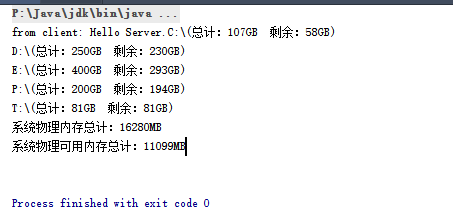 P:\Java\jdk\bin\java ...
from client: Hello Server.C:\(总计：107GB  剩余：58GB)
D:\(总计：250GB  剩余：230GB)
E:\(总计：400GB  剩余：293GB)
P:\(总计：200GB  剩余：194GB)
T:\(总计：81GB  剩余：81GB)
系统物理内存总计：16280MB
系统物理可用内存总计：11099MB
Process finished with exit code 0